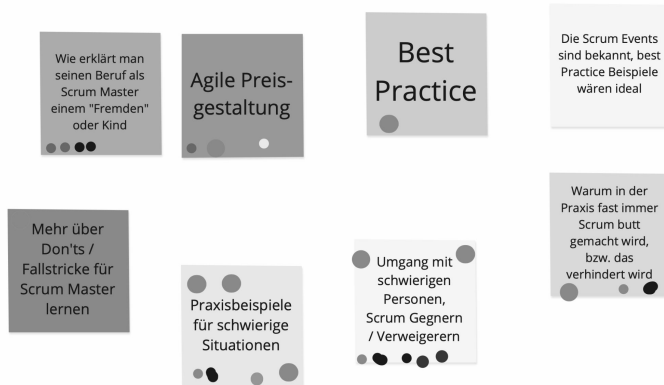 Wie erklärt man
seinen Beruf als
Scrum Master
einem "Fremden"
oder Kind
Agile Preis-
gestaltung
Best
Practice
Die Scrum Events
sind bekannt, best
Practice Beispiele
wären ideal
Mehr über
Don'ts /
Fallstricke für
Scrum Master
lernen
Praxisbeispiele
für schwierige
Situationen
Umgang mit
schwierigen
Personen,
Scrum Gegnern
/ Verweigerern
Warum in der
Praxis fast immer
Scrum butt
gemacht wird,
bzw. das
verhindert wird